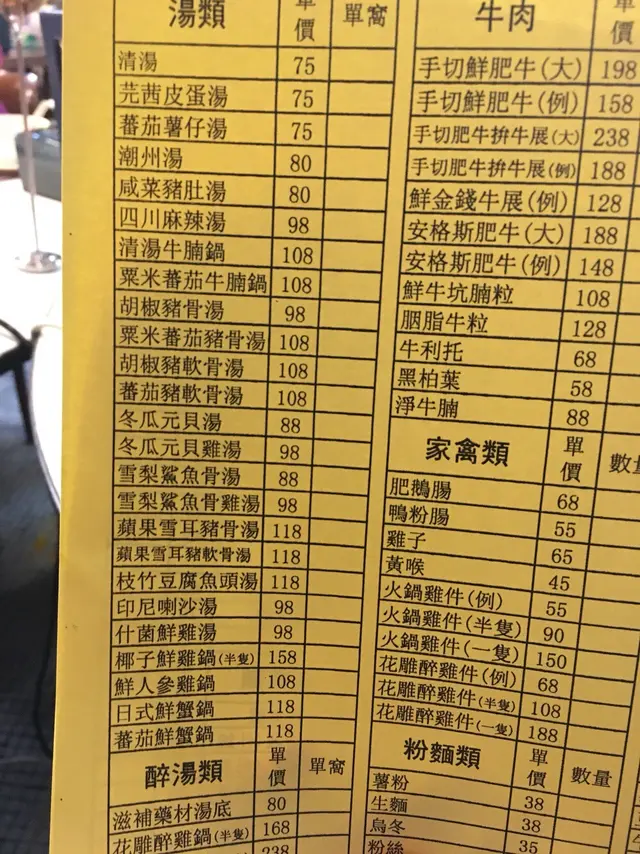 湯類 單價 單窩
清湯 75
芫茜皮蛋湯 75
蕃茄薯仔湯 75
潮州湯 80
咸菜豬肚湯 80
四川麻辣湯 98
清湯牛腩鍋 108
粟米蕃茄牛腩鍋 108
胡椒豬骨湯 98
粟米蕃茄豬骨湯 108
胡椒豬軟骨湯 108
蕃茄豬軟骨湯 108
冬瓜元貝湯 88
冬瓜元貝雞湯 98
雪梨鯊魚骨湯 88
雪梨鯊魚骨雞湯 98
蘋果雪耳豬骨湯 118
蘋果雪耳豬軟骨湯 118
枝竹豆腐魚頭湯 118
印尼喇沙湯 98
什菌鮮雞湯 98
椰子鮮雞鍋(半隻) 158
鮮人參雞鍋 108
日式鮮蟹鍋 118
蕃茄鮮蟹鍋 118
醉湯類 單價 單窩
滋補藥材湯底 80
花雕醉雞鍋(半隻) 168
238
牛肉 單價
手切鮮肥牛(大) 198
手切鮮肥牛(例) 158
手切肥牛拚牛展(大) 238
手切肥牛拚牛展(例) 188
鮮金錢牛展(例) 128
安格斯肥牛(大) 188
安格斯肥牛(例) 148
鮮牛坑腩粒 108
胭脂牛粒 128
牛利托 68
黑柏葉 58
淨牛腩 88
家禽類 單價 數量
肥鵝腸 68
鴨粉腸 55
雞子 65
黃喉 45
火鍋雞件(例) 55
火鍋雞件(半隻) 90
火鍋雞件(一隻) 150
花雕醉雞件(例) 68
花雕醉雞件(半隻) 108
花雕醉雞件(一隻) 188
粉麵類 單價 數量
薯粉 38
生麵 38
烏冬 35
粉絲